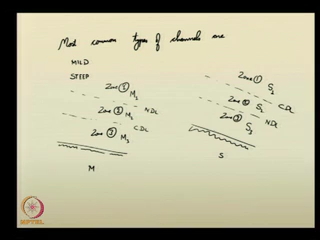 Most common types of channels are
MILD
STEEP
Zone 1 M1
NDL
Zone 2 M2
CDL
Zone 3 M3
M
Zone 1 S1
CDL
Zone 2 S2
NDL
Zone 3 S3
S
NPTEL